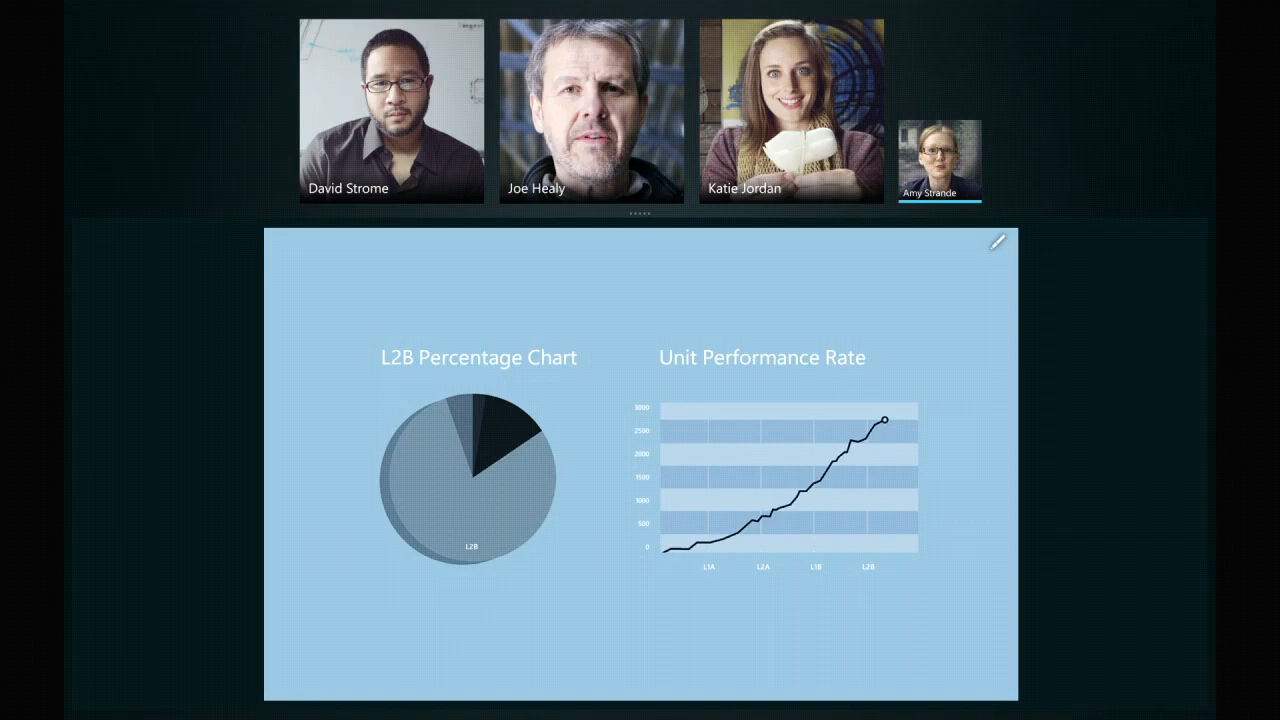 David Strome
Joe Healy
Katie Jordan
Amy Strande
L2B Percentage Chart
Unit Performance Rate
3000
2500
2000
1500
1000
500
0
L2B
L1A
L2A
L1B
L2B